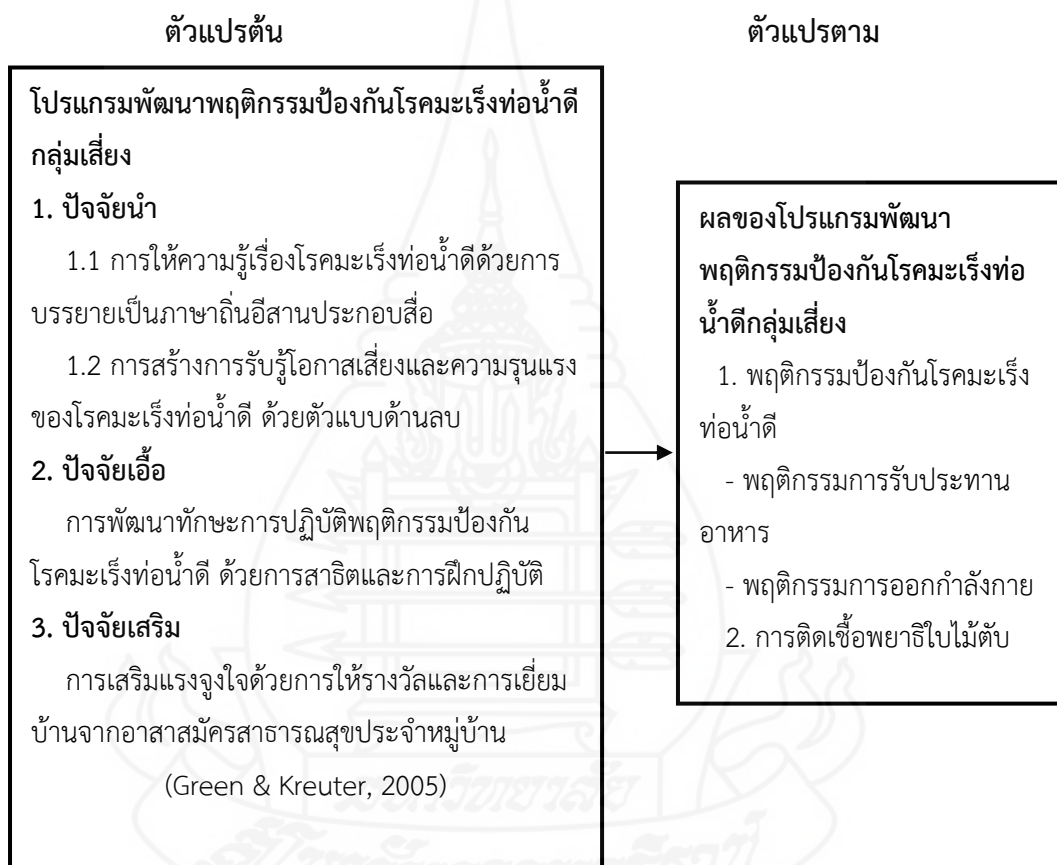 ตัวแปรต้น
ตัวแปรตาม
โปรแกรมพัฒนาพฤติกรรมป้องกันโรคมะเร็งท่อน้ำดี
กลุ่มเสี่ยง
1. ปัจจัยนำ
1.1 การให้ความรู้เรื่องโรคมะเร็งท่อน้ำดีด้วยการ
บรรยายเป็นภาษาถิ่นอีสานประกอบสื่อ
1.2 การสร้างการรับรู้โอกาสเสี่ยงและความรุนแรง
ของโรคมะเร็งท่อน้ำดี ด้วยตัวแบบด้านลบ
2. ปัจจัยเอื้อ
การพัฒนาทักษะการปฏิบัติพฤติกรรมป้องกัน
โรคมะเร็งท่อน้ำดี ด้วยการสาธิตและการฝึกปฏิบัติ
3. ปัจจัยเสริม
การเสริมแรงจูงใจด้วยการให้รางวัลและการเยี่ยม
บ้านจากอาสาสมัครสาธารณสุขประจำหมู่บ้าน
(Green & Kreuter, 2005)
ผลของโปรแกรมพัฒนา
พฤติกรรมป้องกันโรคมะเร็งท่อ
น้ำดีกลุ่มเสี่ยง
1. พฤติกรรมป้องกันโรคมะเร็ง
ท่อน้ำดี
- พฤติกรรมการรับประทาน
อาหาร
- พฤติกรรมการออกกำลังกาย
2. การติดเชื้อพยาธิใบไม้ตับ